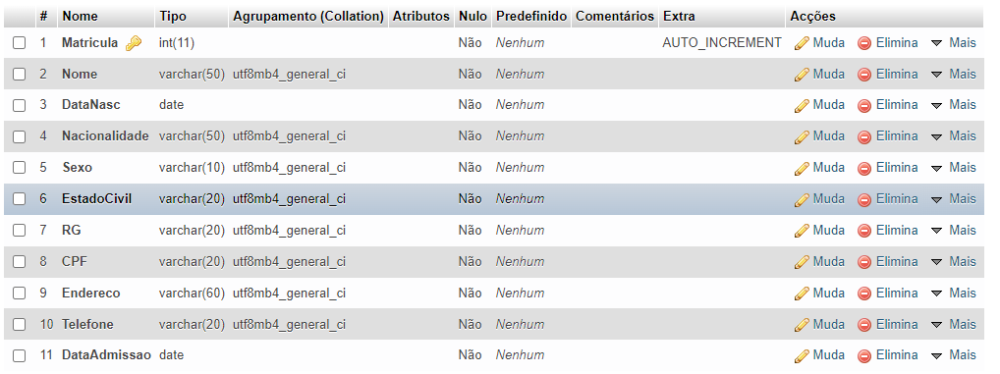 # Nome Tipo Agrupamento (Collation) Atributos Nulo Predefinido Comentários Extra Acções
1 Matricula int(11) Não Nenhum AUTO_INCREMENT Muda Elimina Mais
2 Nome varchar(50) utf8mb4_general_ci Não Nenhum Muda Elimina Mais
3 DataNasc date Não Nenhum Muda Elimina Mais
4 Nacionalidade varchar(50) utf8mb4_general_ci Não Nenhum Muda Elimina Mais
5 Sexo varchar(10) utf8mb4_general_ci Não Nenhum Muda Elimina Mais
6 EstadoCivil varchar(20) utf8mb4_general_ci Não Nenhum Muda Elimina Mais
7 RG varchar(20) utf8mb4_general_ci Não Nenhum Muda Elimina Mais
8 CPF varchar(20) utf8mb4_general_ci Não Nenhum Muda Elimina Mais
9 Endereco varchar(60) utf8mb4_general_ci Não Nenhum Muda Elimina Mais
10 Telefone varchar(20) utf8mb4_general_ci Não Nenhum Muda Elimina Mais
11 DataAdmissao date Não Nenhum Muda Elimina Mais